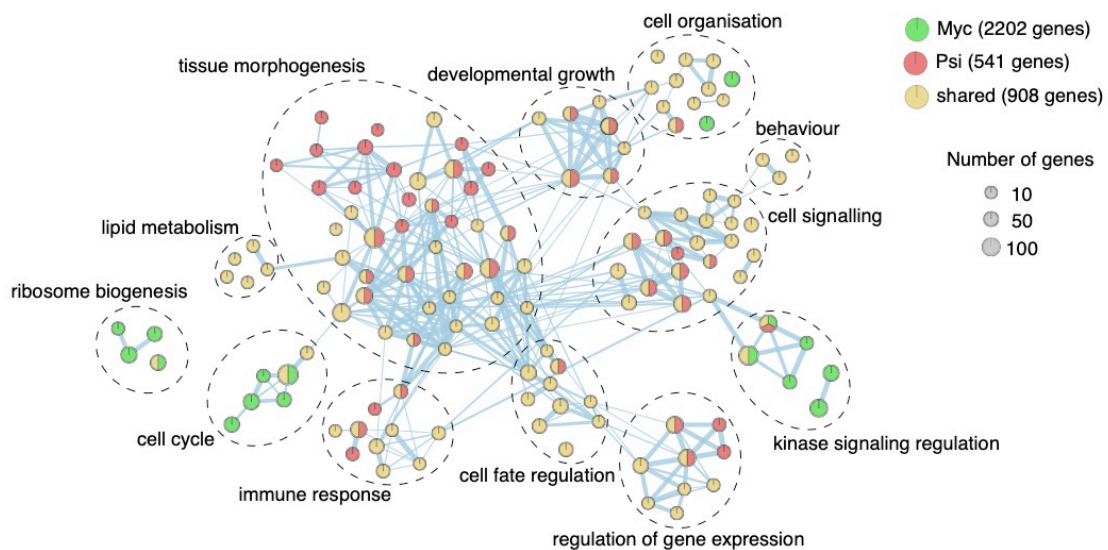 cell organisation
Myc (2202 genes)
Psi (541 genes)
shared (908 genes)
tissue morphogenesis
developmental growth
behaviour
Number of genes
10
50
100
cell signalling
lipid metabolism
ribosome biogenesis
cell cycle
immune response
cell fate regulation
kinase signaling regulation
regulation of gene expression